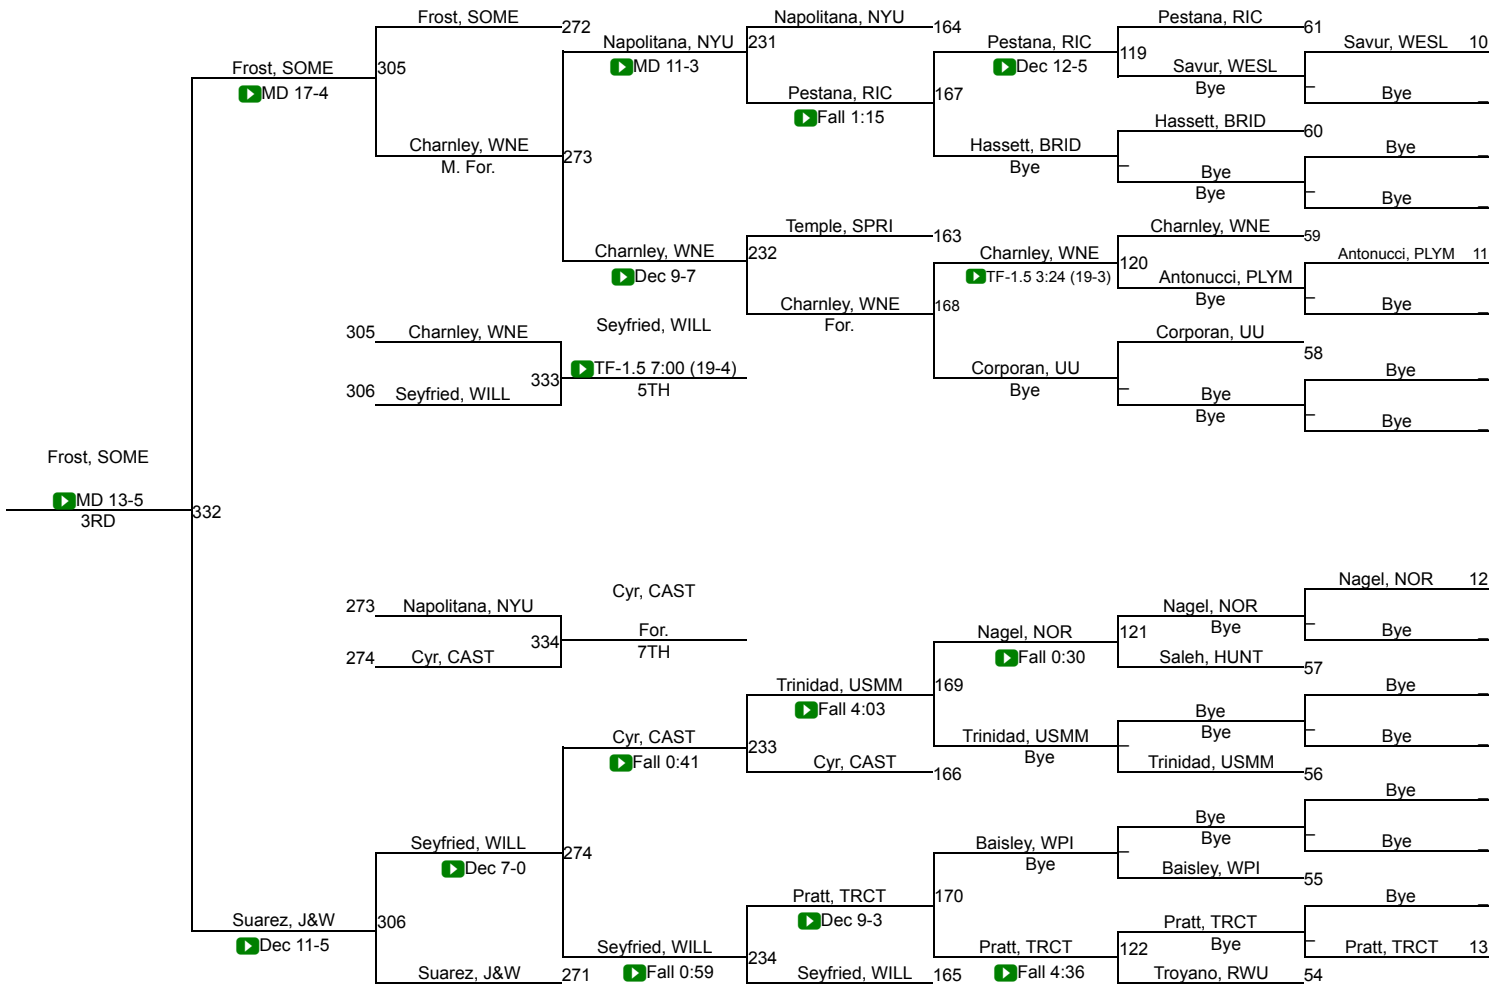 Frost, SOME
272
Napolitana, NYU
164
Pestana, RIC
61
Napolitana, NYU
231
Pestana, RIC
119
Savur, WESL
10
Frost, SOME
305
MD 11-3
Dec 12-5
Savur, WESL
MD 17-4
Pestana, RIC
167
Bye
Bye
Fall 1:15
Hassett, BRID
60
Charnley, WNE
273
Hassett, BRID
Bye
M. For.
Bye
Bye
Bye
Bye
Temple, SPRI
163
Charnley, WNE
59
Charnley, WNE
232
Charnley, WNE
120
Antonucci, PLYM
11
Dec 9-7
TF-1.5 3:24 (19-3)
Antonucci, PLYM
Charnley, WNE
168
Bye
Bye
For.
305
Charnley, WNE
Seyfried, WILL
Corporan, UU
58
TF-1.5 7:00 (19-4)
Corporan, UU
Bye
306
Seyfried, WILL
333
5TH
Bye
Bye
Bye
Bye
Frost, SOME
MD 13-5
332
3RD
Cyr, CAST
Nagel, NOR
12
273
Napolitana, NYU
Nagel, NOR
For.
Nagel, NOR
121
Bye
Bye
274
Cyr, CAST
334
7TH
Fall 0:30
Saleh, HUNT
57
Trinidad, USMM
169
Bye
Fall 4:03
Bye
Cyr, CAST
233
Trinidad, USMM
Bye
Bye
Fall 0:41
Cyr, CAST
166
Bye
Trinidad, USMM
56
Bye
Bye
Seyfried, WILL
274
Baisley, WPI
Bye
Bye
Dec 7-0
Bye
Baisley, WPI
55
Pratt, TRCT
170
Bye
Suarez, J&W
306
Dec 9-3
Pratt, TRCT
Dec 11-5
Seyfried, WILL
234
Pratt, TRCT
122
Bye
Pratt, TRCT
13
Suarez, J&W
271
Fall 0:59
Seyfried, WILL
165
Fall 4:36
Troyano, RWU
54